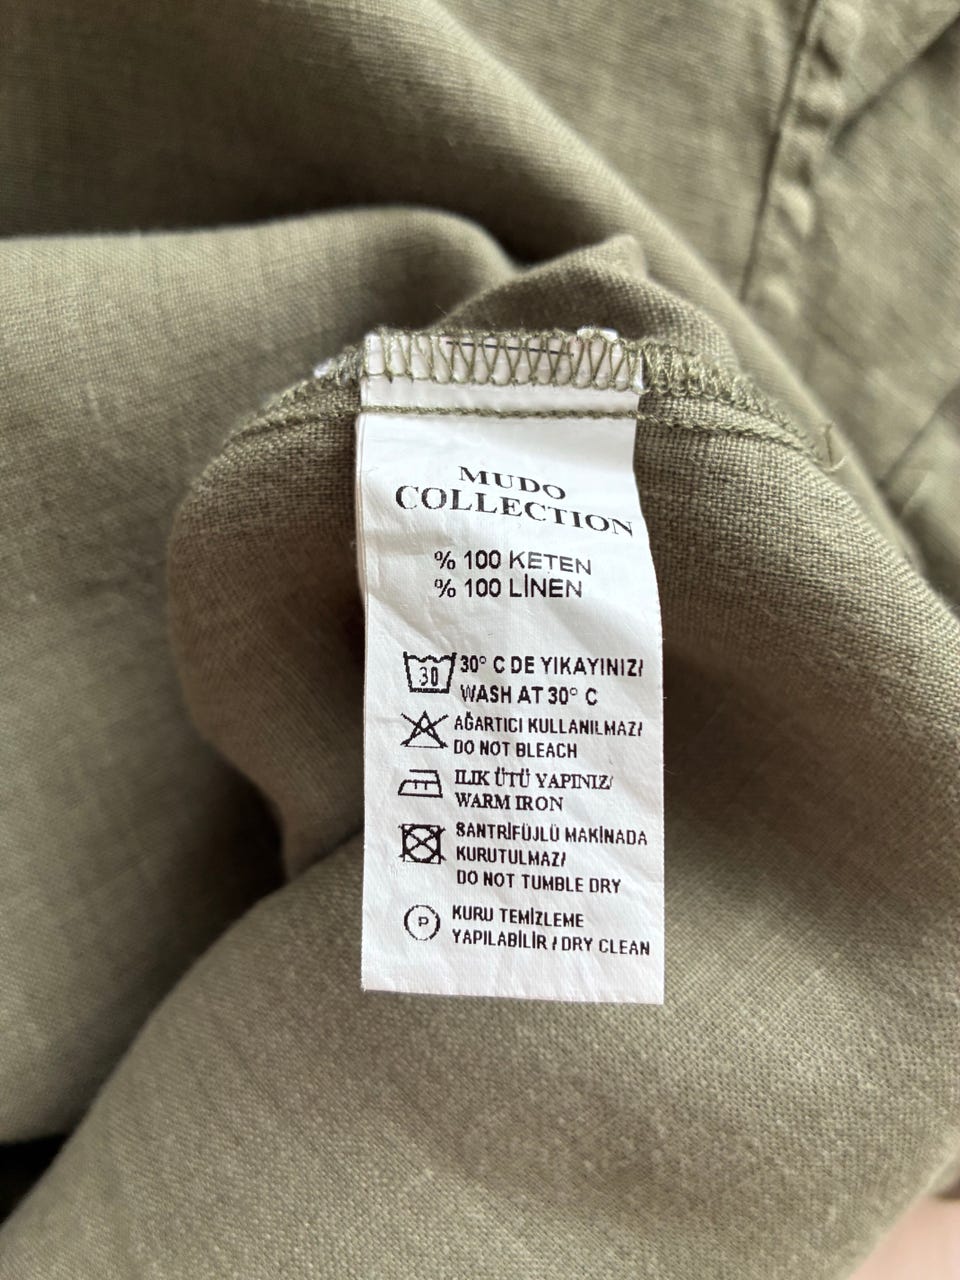 MUDO
COLLECTION
% 100 KETEN
% 100 LİNEN
30 30° C DE YIKAYINIZ/
WASH AT 30° C
AĞARTICI KULLANILMAZ/
DO NOT BLEACH
ILIK ÜTÜ YAPINIZ/
WARM IRON
SANTRİFÜJLÜ MAKİNADA
KURUTULMAZ/
DO NOT TUMBLE DRY
P KURU TEMİZLEME
YAPILABİLİR / DRY CLEAN